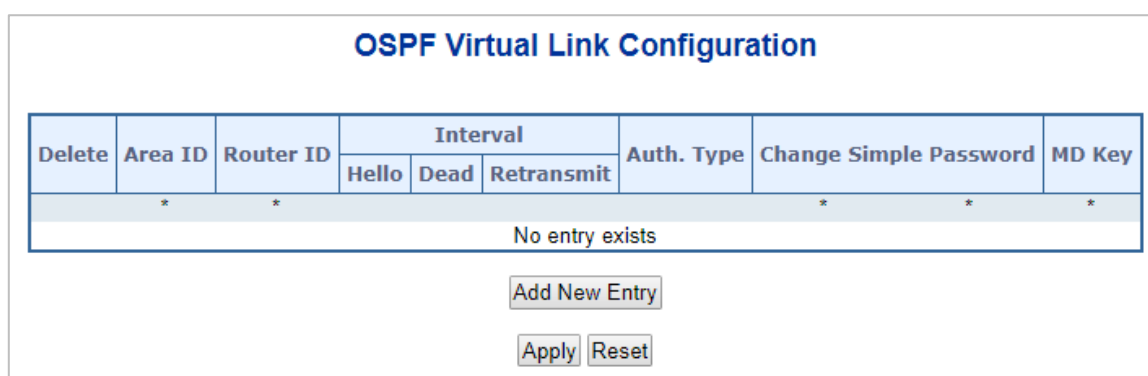 OSPF Virtual Link Configuration
Delete Area ID Router ID Interval Auth. Type Change Simple Password MD Key
Hello Dead Retransmit
* * * * *
No entry exists
Add New Entry
Apply Reset